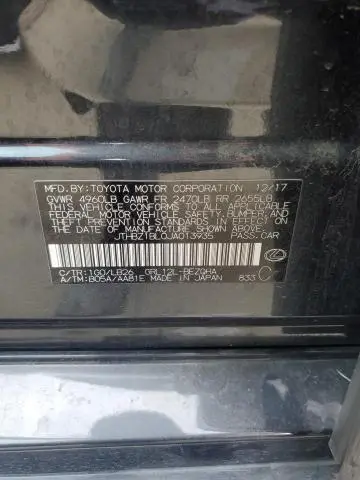 MFD.BY:TOYOTA MOTOR CORPORATION 12/17
GVWR 4960LB GAWR FR 2470LB RR 2655LB
THIS VEHICLE CONFORMS TO ALL APPLICABLE
FEDERAL MOTOR VEHICLE SAFETY, BUMPER, AND
THEFT PREVENTION STANDARDS IN EFFECT ON
THE DATE OF MANUFACTURE SHOWN ABOVE.
JTHBZ1BL0JA013935 PASS.CAR
C/TR:1G0/LB26 GRL12L-BEZQHA
A/TM:B05A/AA81E MADE IN JAPAN 833 C